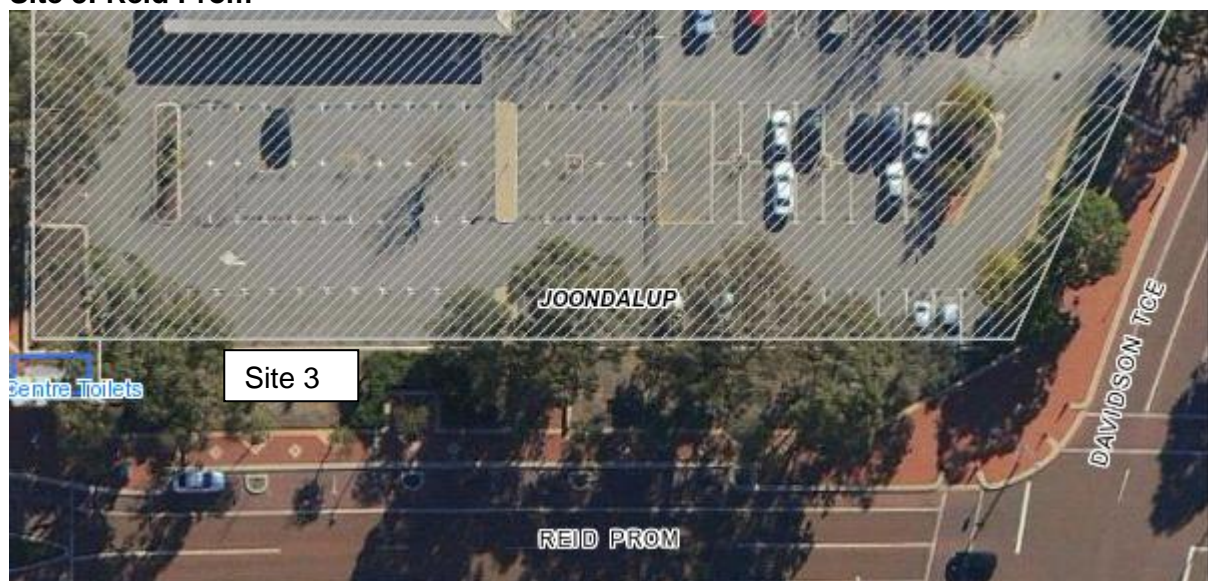 Site 3: Reid Prom
JOONDALUP
Site 3
Centre Toilets
DAVIDSON TCE
REID PROM